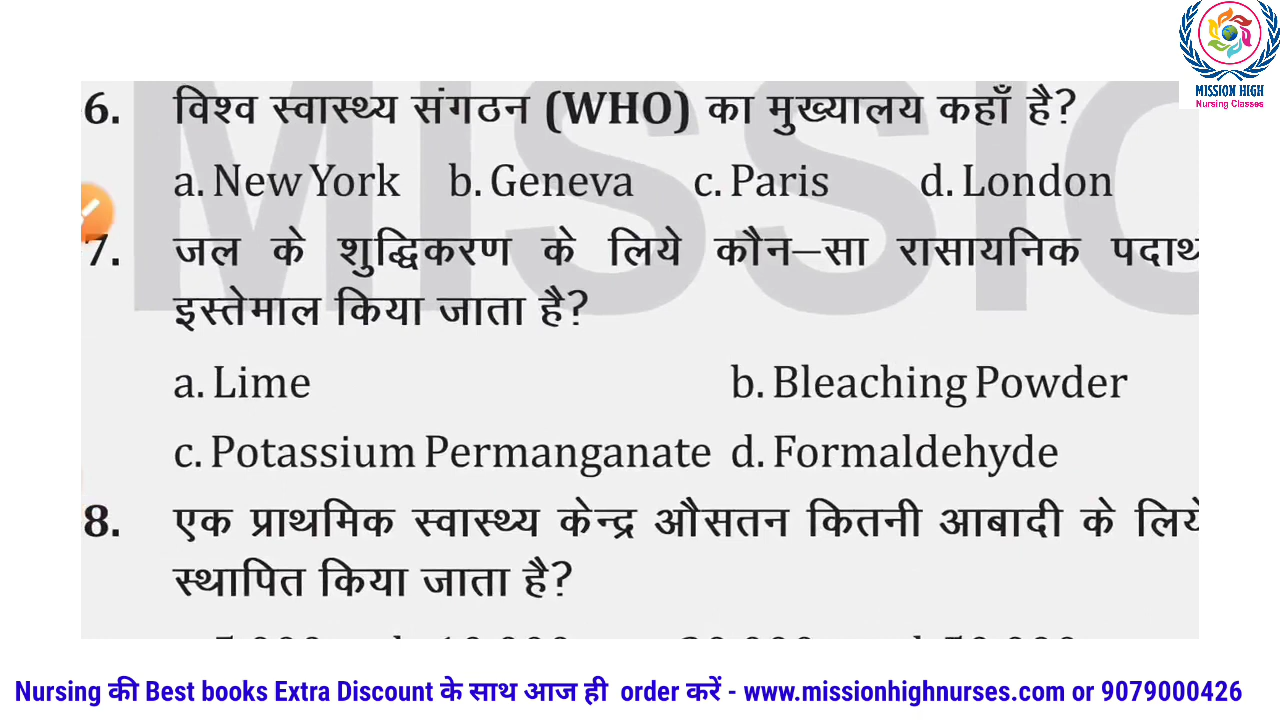 MISSION HIGH
Nursing Classes
MISSIO
6. विश्व स्वास्थ्य संगठन (WHO) का मुख्यालय कहाँ है?
a. New York b. Geneva c. Paris d. London
7. जल के शुद्धिकरण के लिये कौन–सा रासायनिक पदाथ
इस्तेमाल किया जाता है?
a. Lime b. Bleaching Powder
c. Potassium Permanganate d. Formaldehyde
8. एक प्राथमिक स्वास्थ्य केन्द्र औसतन कितनी आबादी के लिये
स्थापित किया जाता है?
Nursing की Best books Extra Discount के साथ आज ही order करें - www.missionhighnurses.com or 9079000426